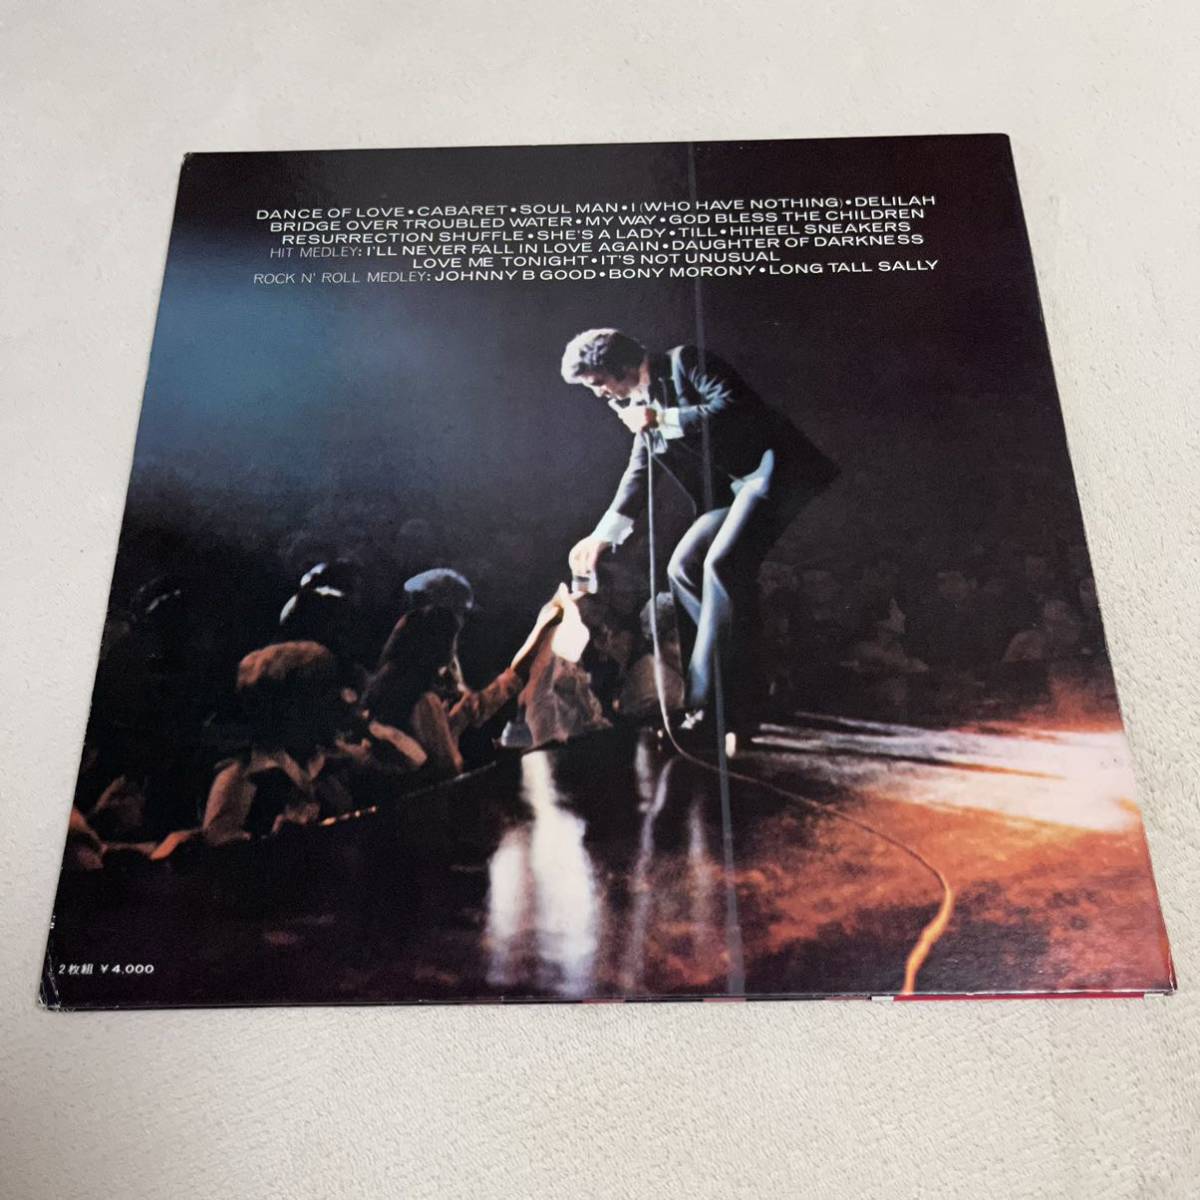 DANCE OF LOVE•CABARET•SOUL MAN•I (WHO HAVE NOTHING)•DELILAH
BRIDGE OVER TROUBLED WATER•MY WAY•GOD BLESS THE CHILDREN
RESURRECTION SHUFFLE•SHE'S A LADY•TILL•HIHEEL SNEAKERS
HIT MEDLEY: I'LL NEVER FALL IN LOVE AGAIN•DAUGHTER OF DARKNESS
LOVE ME TONIGHT•IT'S NOT UNUSUAL
ROCK N' ROLL MEDLEY: JOHNNY B GOOD•BONY MORONY•LONG TALL SALLY
2枚組 ¥4,000